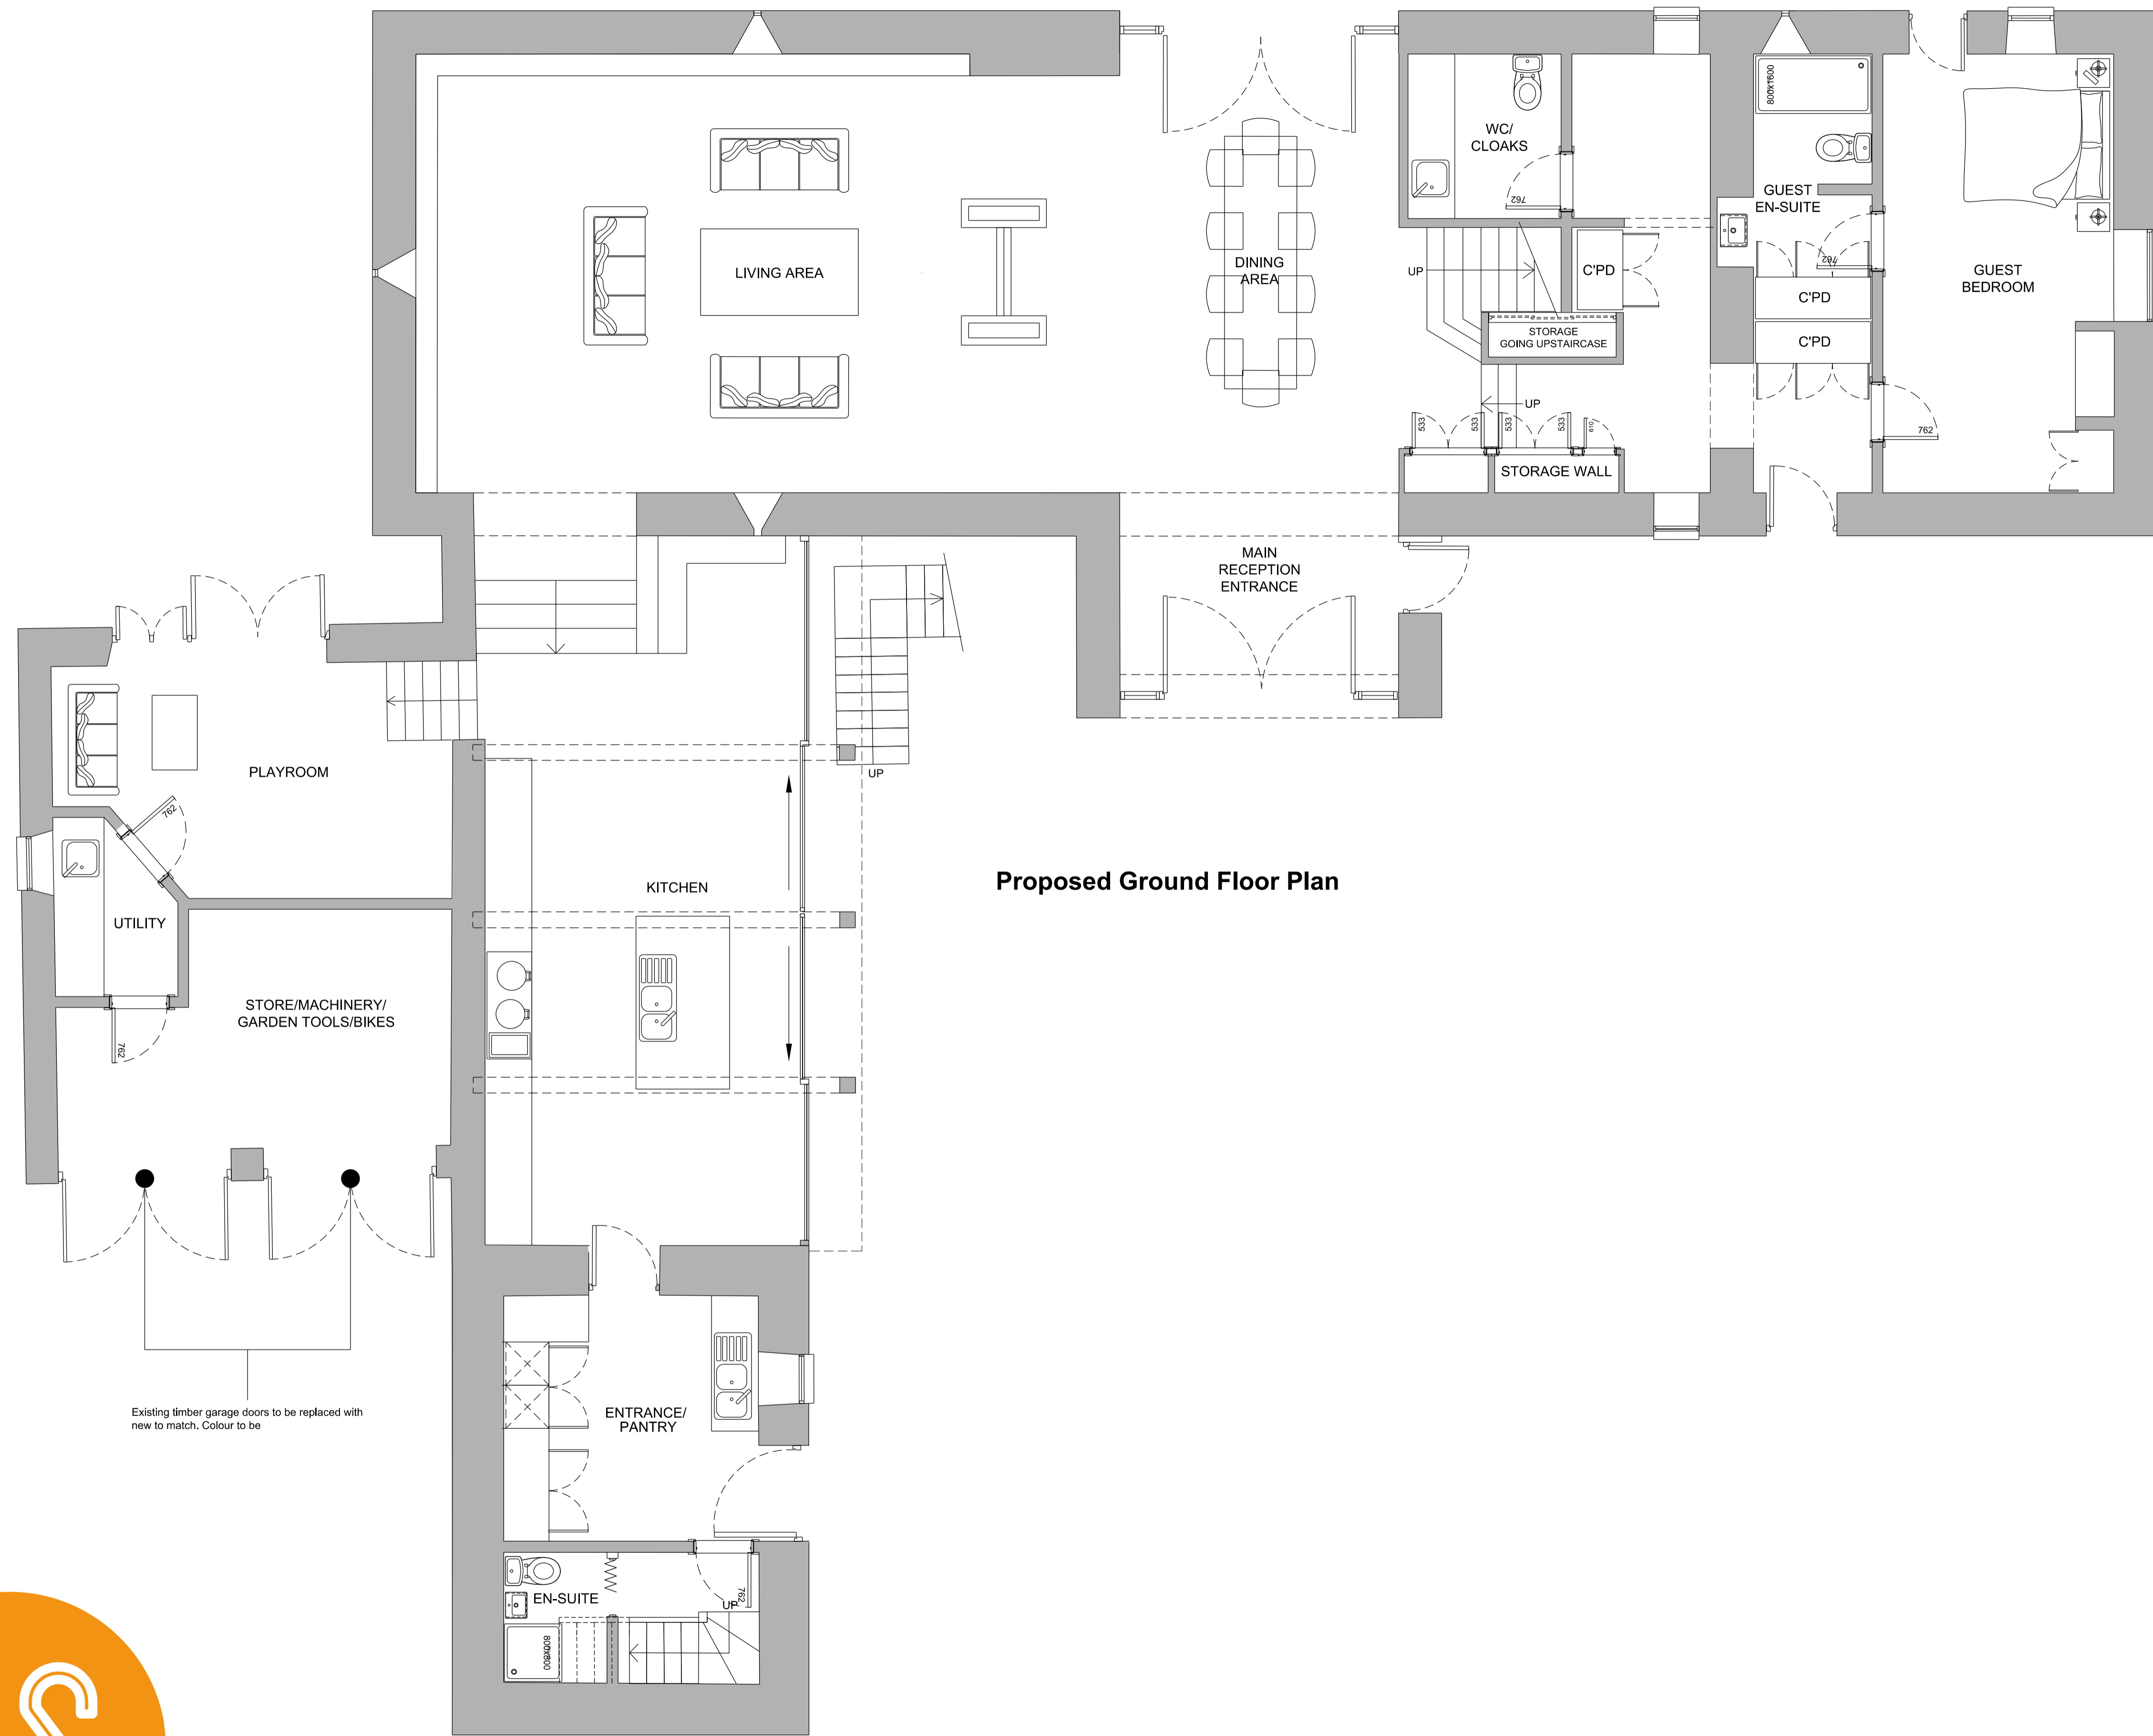 800x1600
WC/
CLOAKS
762
GUEST
EN-SUITE
762
LIVING AREA
DINING
AREA
UP
C'PD
C'PD
C'PD
GUEST
BEDROOM
STORAGE
GOING UPSTAIRCASE
UP
533
533
533
533
610
762
STORAGE WALL
MAIN
RECEPTION
ENTRANCE
PLAYROOM
UP
762
KITCHEN
Proposed Ground Floor Plan
UTILITY
STORE/MACHINERY/
GARDEN TOOLS/BIKES
762
Existing timber garage doors to be replaced with
new to match. Colour to be
ENTRANCE/
PANTRY
EN-SUITE
762
UP
800x800